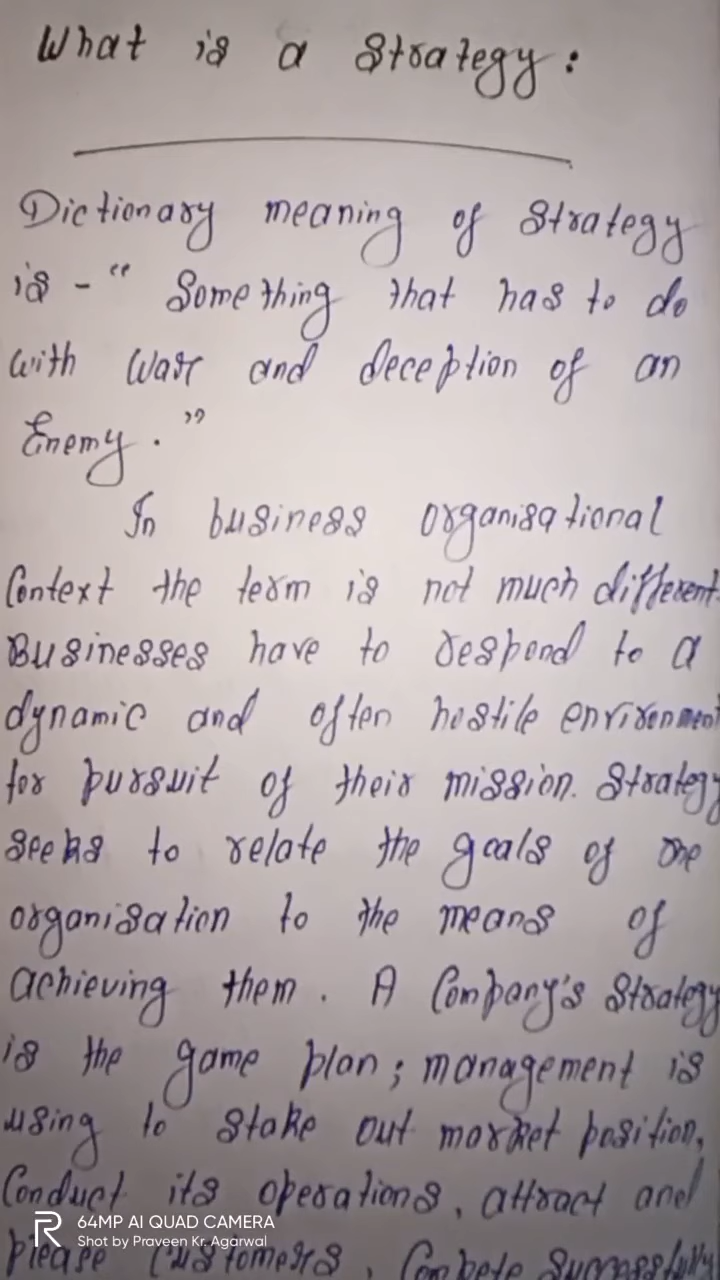 What is a Strategy:
Dictionary meaning of Strategy
is - " Something that has to do
with War and deception of an
Enemy. "
In business organisational
Context the term is not much different.
Businesses have to respond to a
dynamic and often hostile environment
for pursuit of their mission. Strategy
seeks to relate the goals of the
organisation to the means of
achieving them. A Company's Strategy
is the game plan; management is
using to stake out market position,
Conduct its operations, attract and
please Customers, Compete Successfully
64MP AI QUAD CAMERA
Shot by Praveen Kr. Agarwal